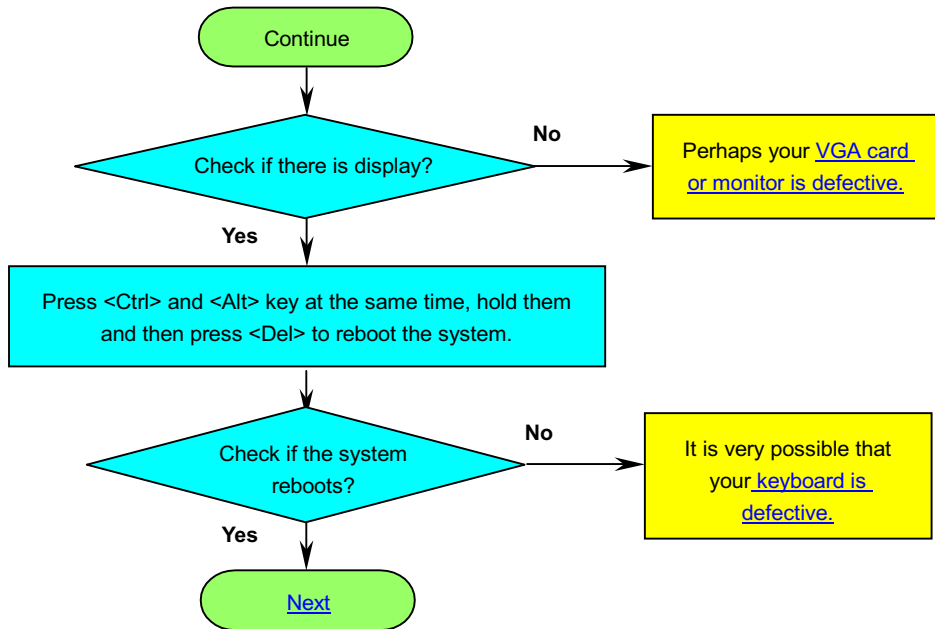 Continue
Check if there is display?
No
Perhaps your VGA card
or monitor is defective.
Yes
Press <Ctrl> and <Alt> key at the same time, hold them
and then press <Del> to reboot the system.
Check if the system
reboots?
No
It is very possible that
your keyboard is
defective.
Yes
Next